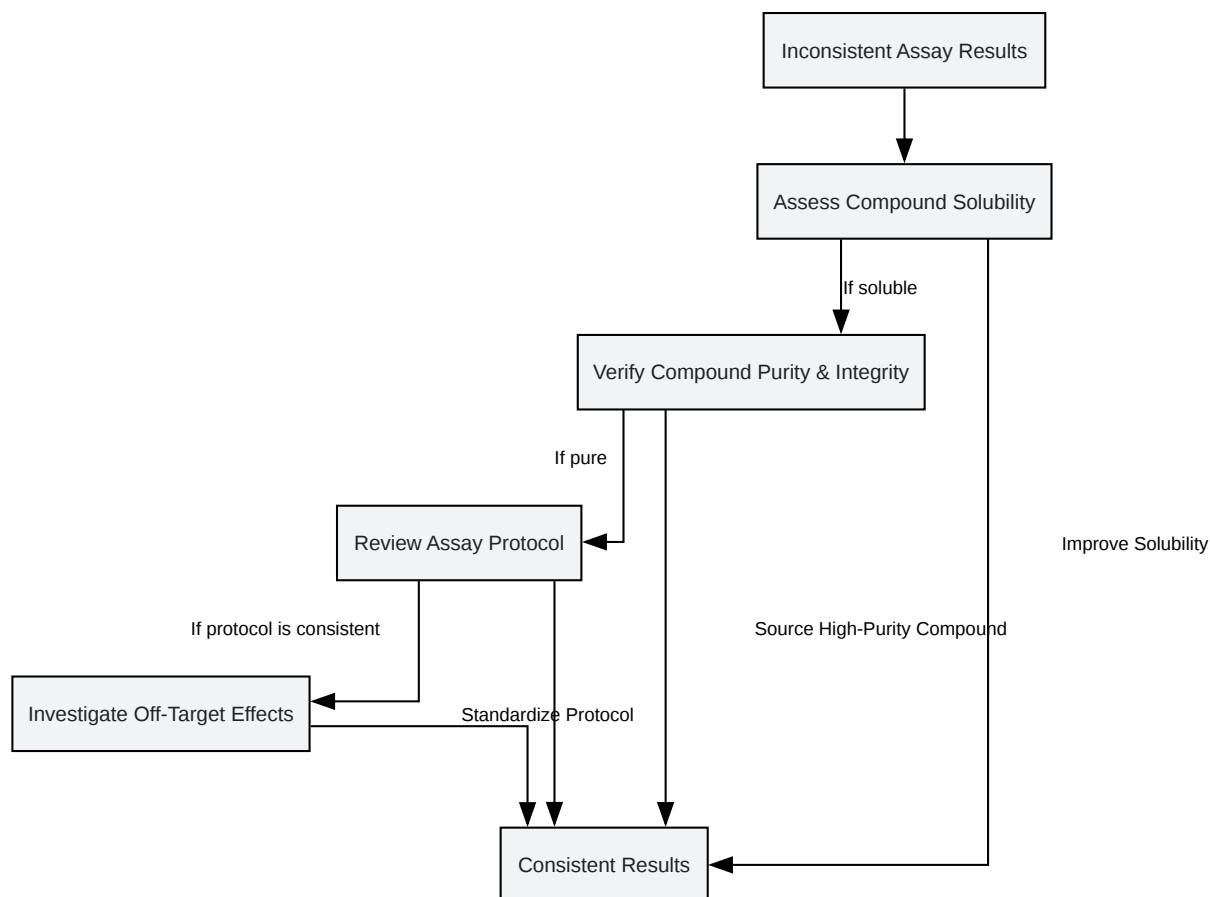 Inconsistent Assay Results
Assess Compound Solubility
If soluble
Verify Compound Purity & Integrity
If pure
Review Assay Protocol
Improve Solubility
If protocol is consistent
Source High-Purity Compound
Investigate Off-Target Effects
Standardize Protocol
Consistent Results